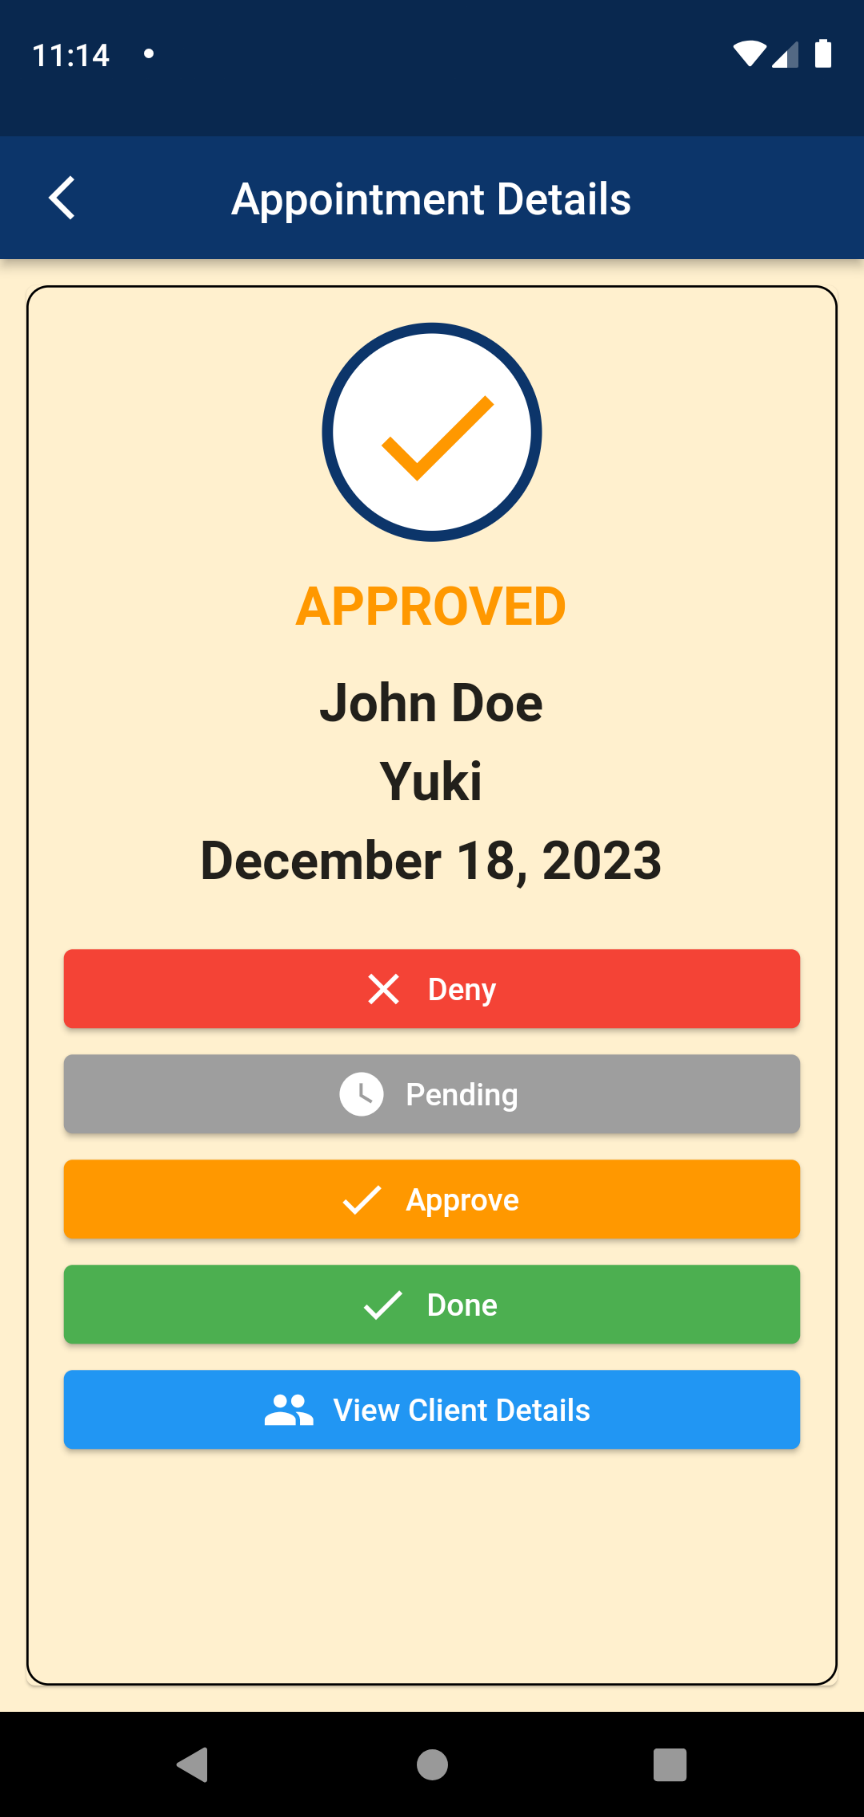 11:14
Appointment Details
APPROVED
John Doe
Yuki
December 18, 2023
Deny
Pending
Approve
Done
View Client Details